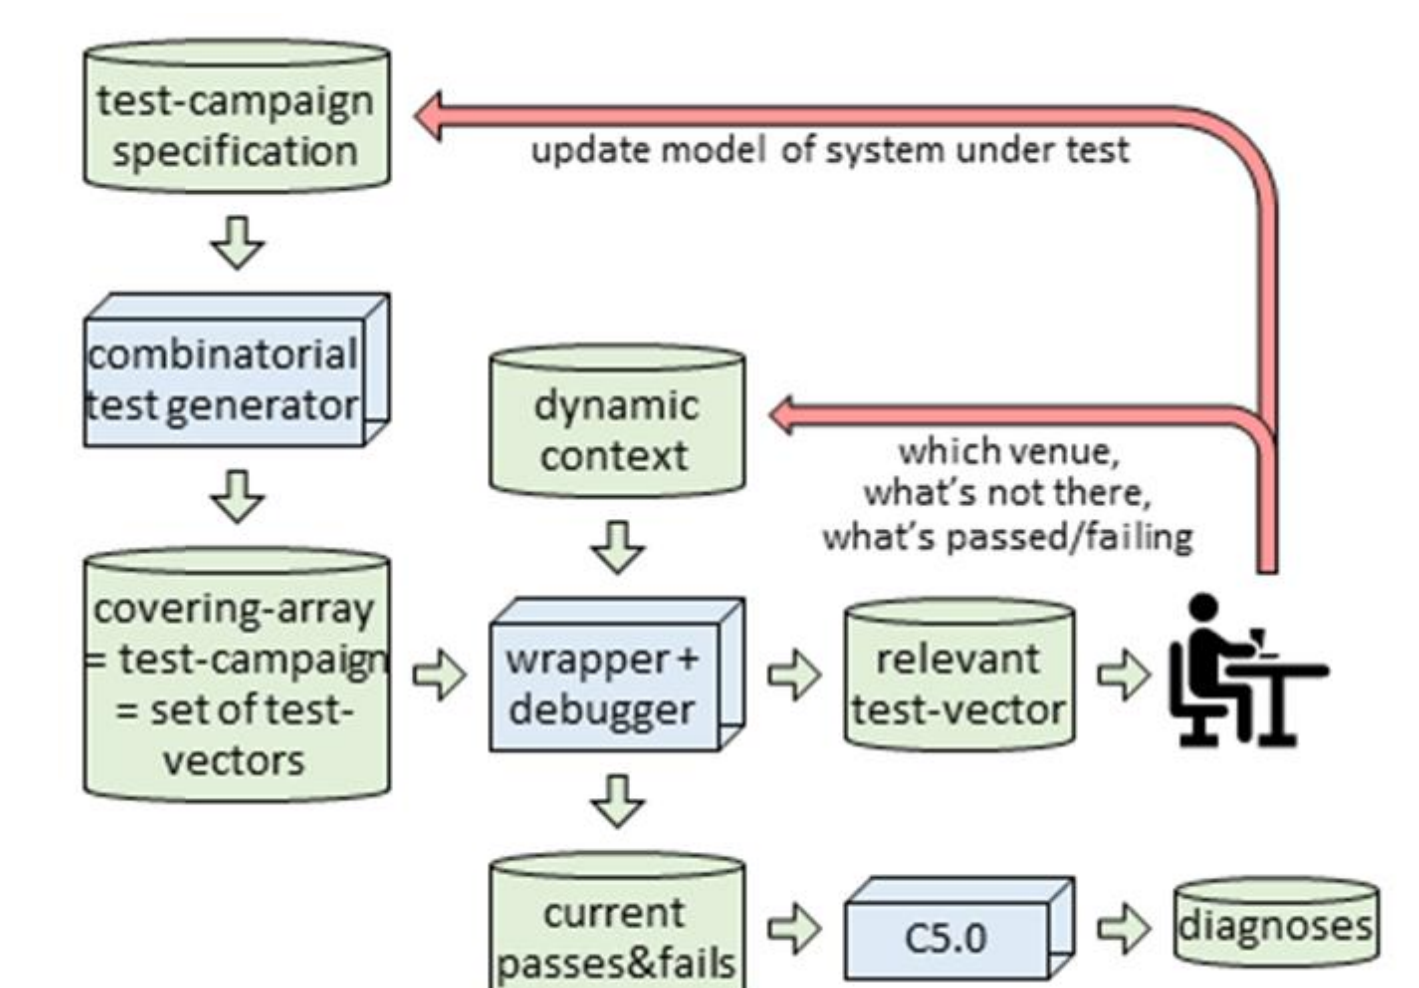 test-campaign
specification
update model of system under test
combinatorial
test generator
dynamic
context
which venue,
what's not there,
what's passed/failing
covering-array
= test-campaign
= set of test-
vectors
wrapper +
debugger
relevant
test-vector
current
passes&fails
C5.0
diagnoses